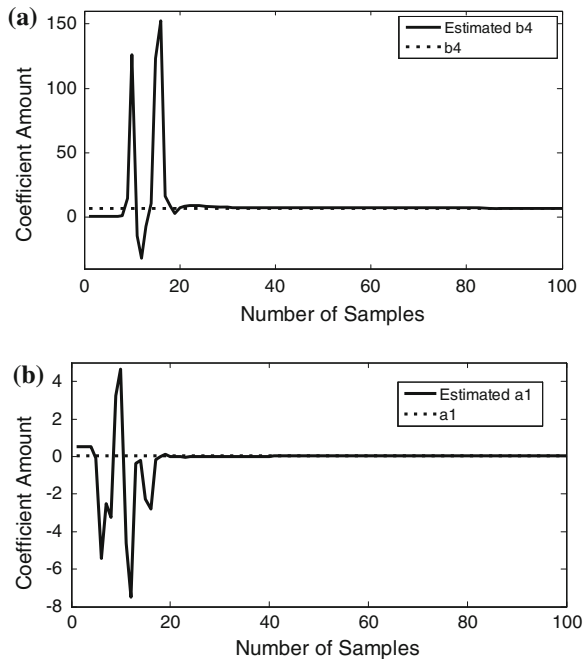 (a)
150
100
50
0
Coefficient Amount
Estimated b4
b4
0 20 40 60 80 100
Number of Samples
(b)
4
2
0
-2
-4
-6
-8
Coefficient Amount
Estimated a1
a1
0 20 40 60 80 100
Number of Samples